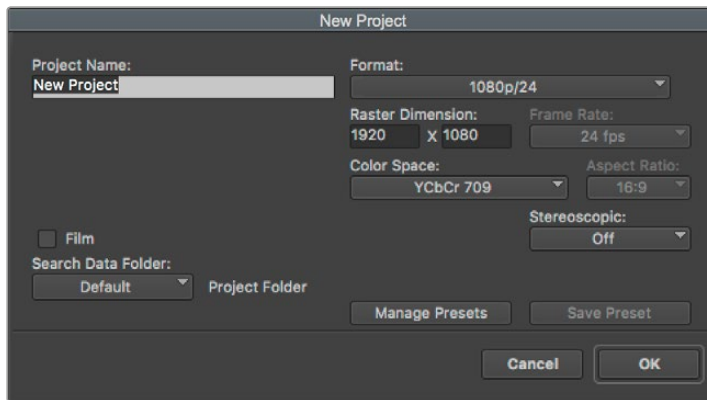 New Project
Project Name:
New Project
Format:
1080p/24
Raster Dimension:
1920 X 1080
Frame Rate:
24 fps
Color Space:
YCbCr 709
Aspect Ratio:
16:9
Stereoscopic:
Off
Film
Search Data Folder:
Default Project Folder
Manage Presets Save Preset
Cancel OK